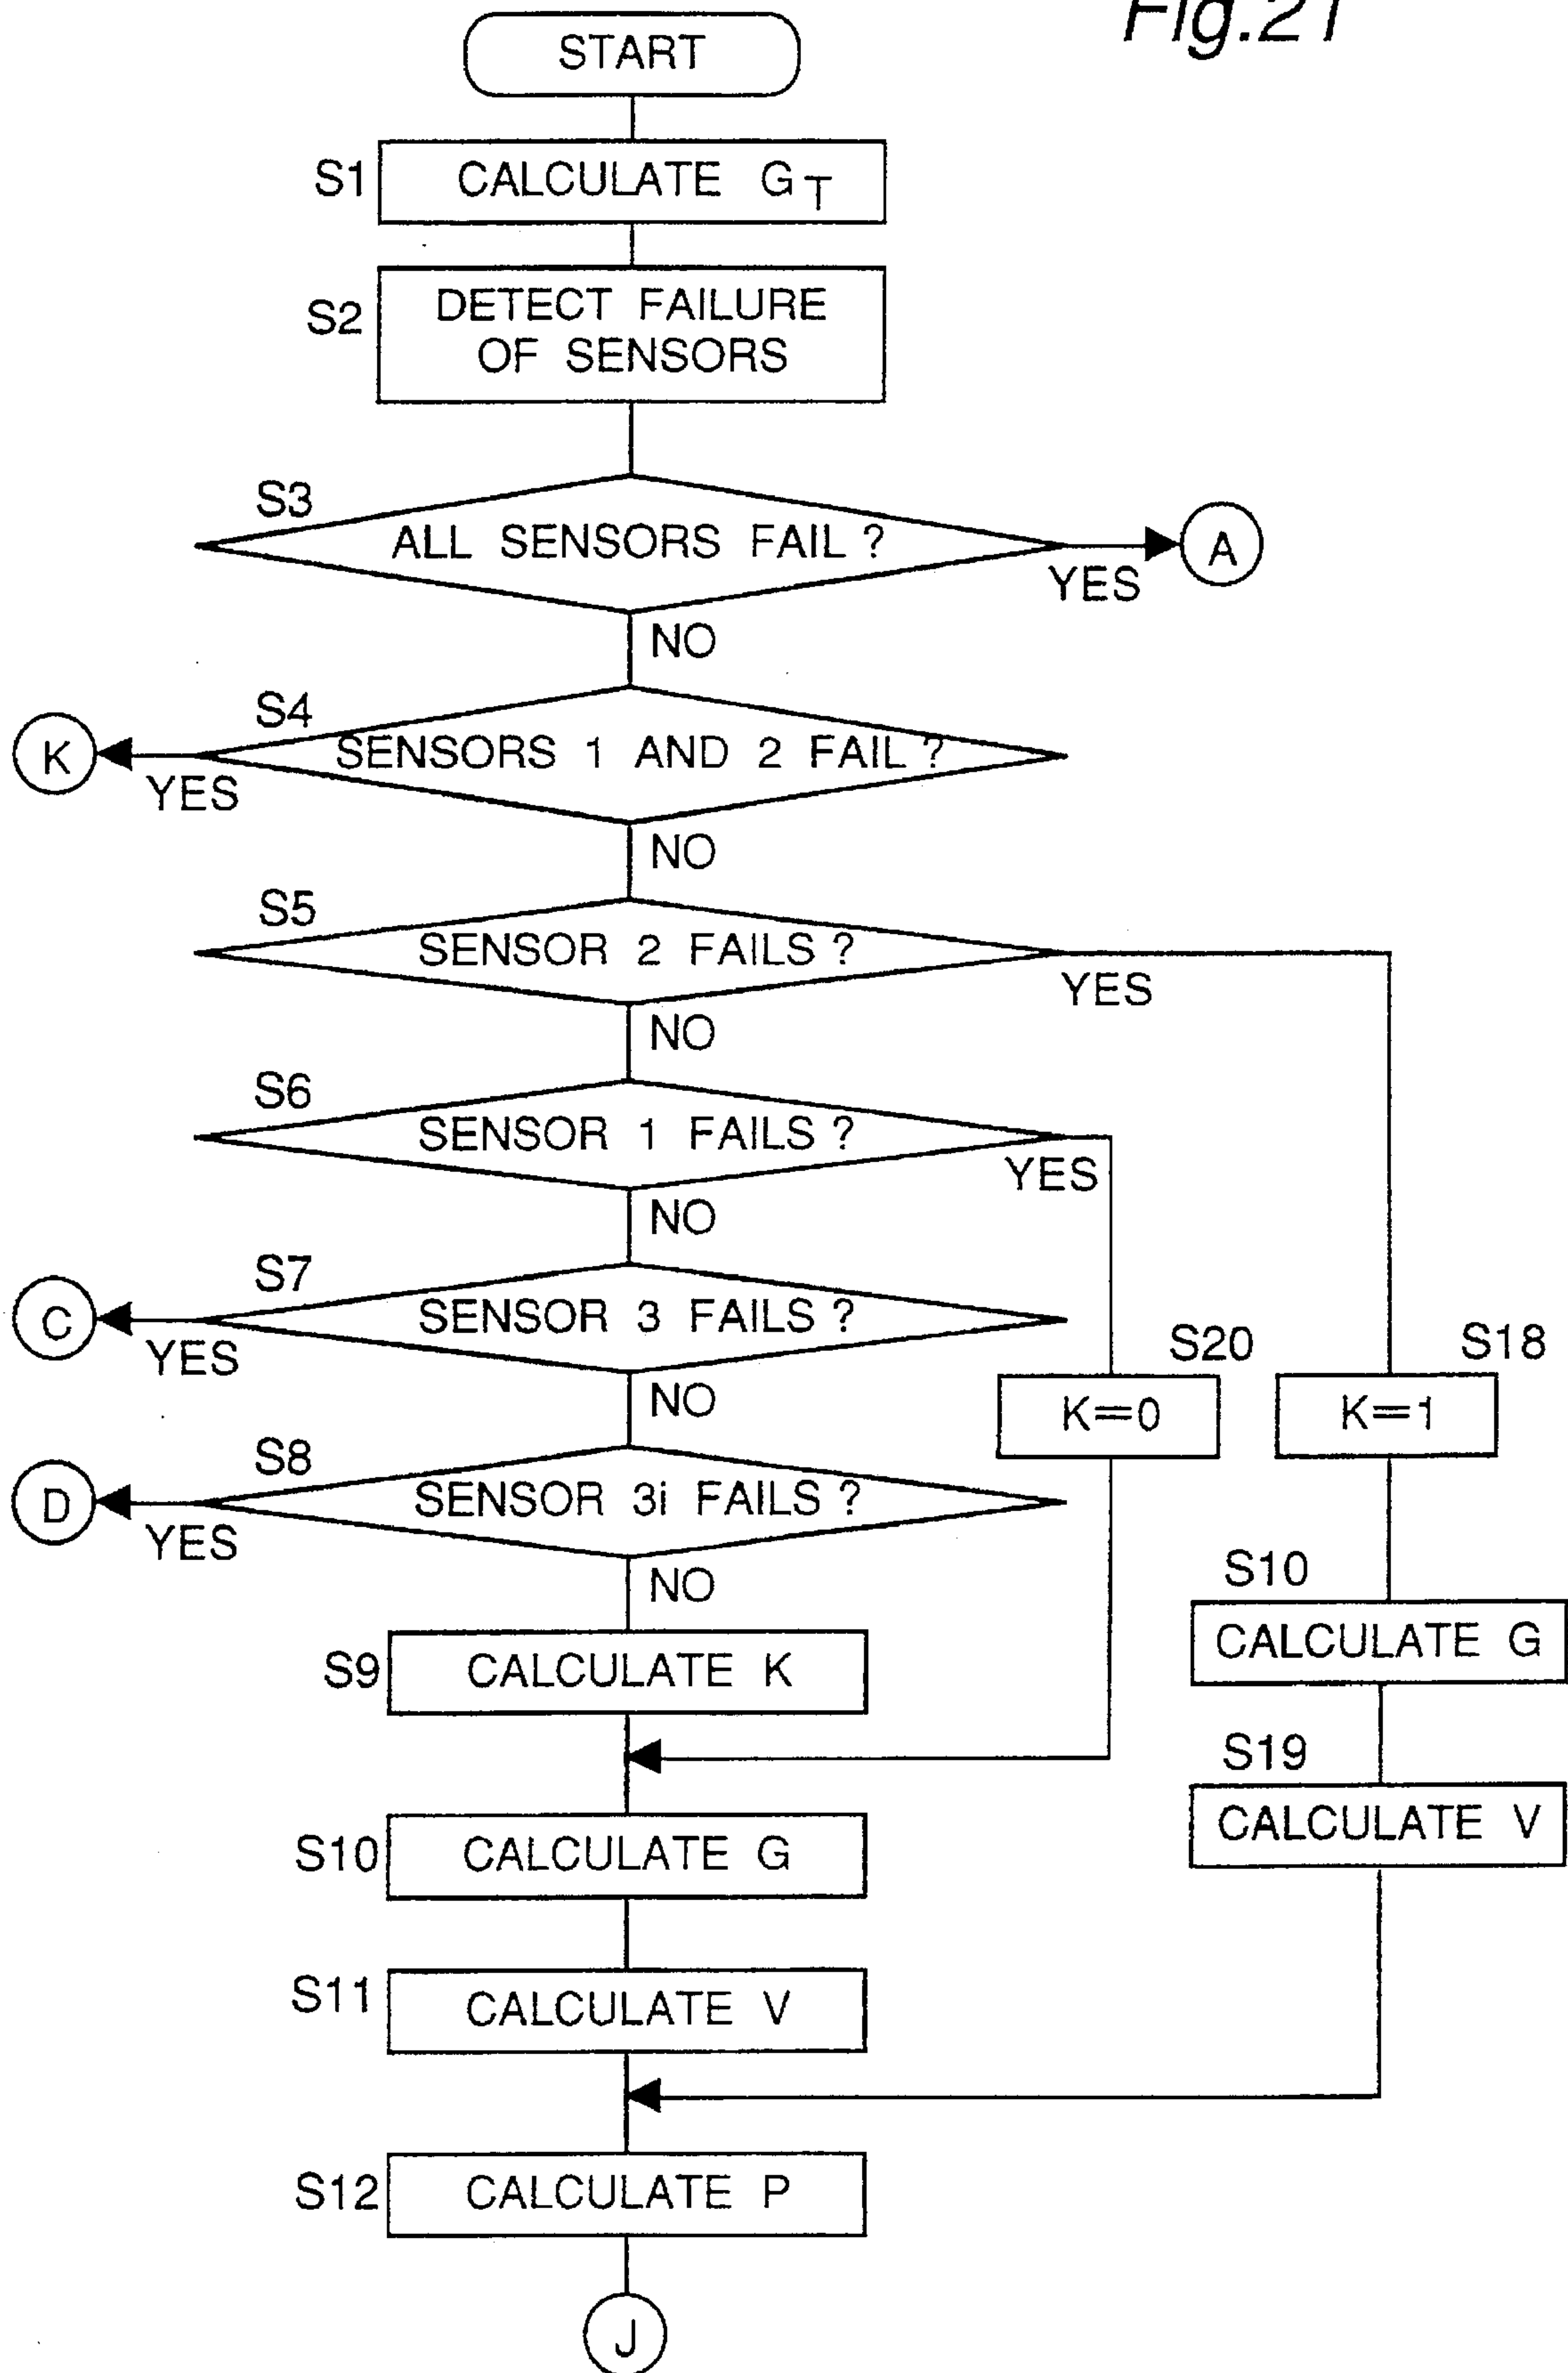 Fig.21
START
S1
CALCULATE GT
S2
DETECT FAILURE
OF SENSORS
S3
ALL SENSORS FAIL ?
YES
A
NO
S4
SENSORS 1 AND 2 FAIL ?
K
YES
NO
S5
SENSOR 2 FAILS ?
YES
NO
S6
SENSOR 1 FAILS ?
YES
NO
S7
SENSOR 3 FAILS ?
C
YES
NO
S20
K=0
S18
K=1
S8
SENSOR 3i FAILS ?
D
YES
NO
S10
CALCULATE G
S9
CALCULATE K
S19
CALCULATE V
S10
CALCULATE G
S11
CALCULATE V
S12
CALCULATE P
J